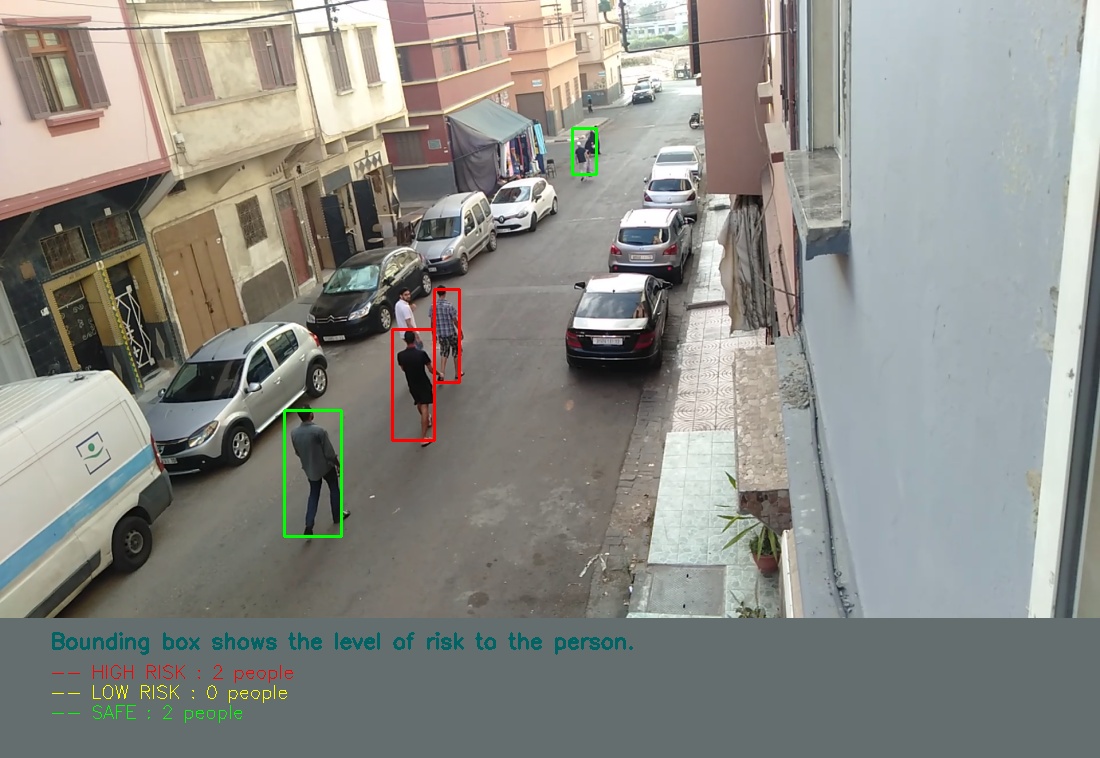 Bounding box shows the level of risk to the person.
—— HIGH RISK : 2 people
—— LOW RISK : 0 people
—— SAFE : 2 people